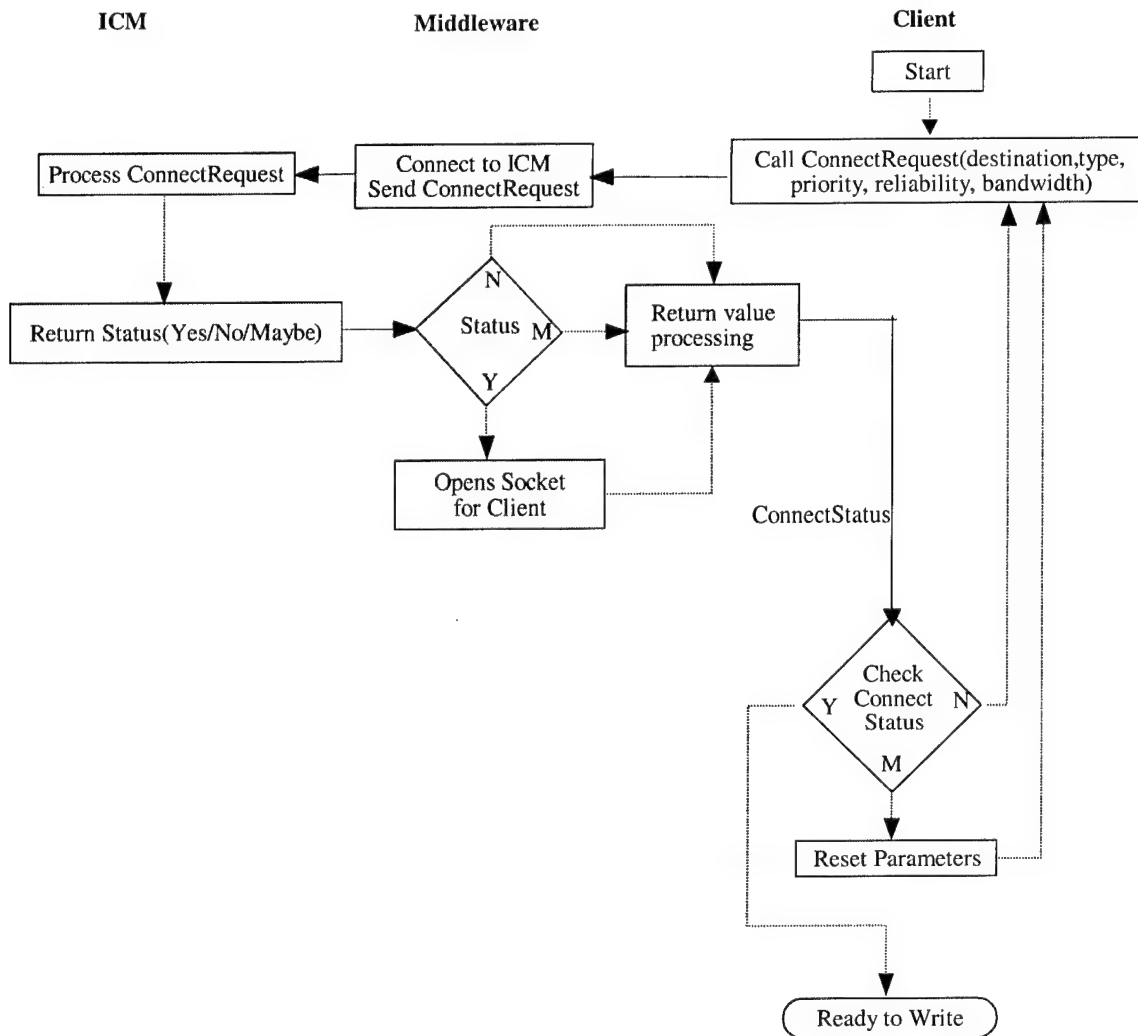 ICM
Middleware
Client
Start
Process ConnectRequest
Connect to ICM
Send ConnectRequest
Call ConnectRequest(destination,type,
priority, reliability, bandwidth)
Return Status(Yes/No/Maybe)
N
Status
M
Y
Return value
processing
Opens Socket
for Client
ConnectStatus
Check
Y Connect N
Status
M
Reset Parameters
Ready to Write